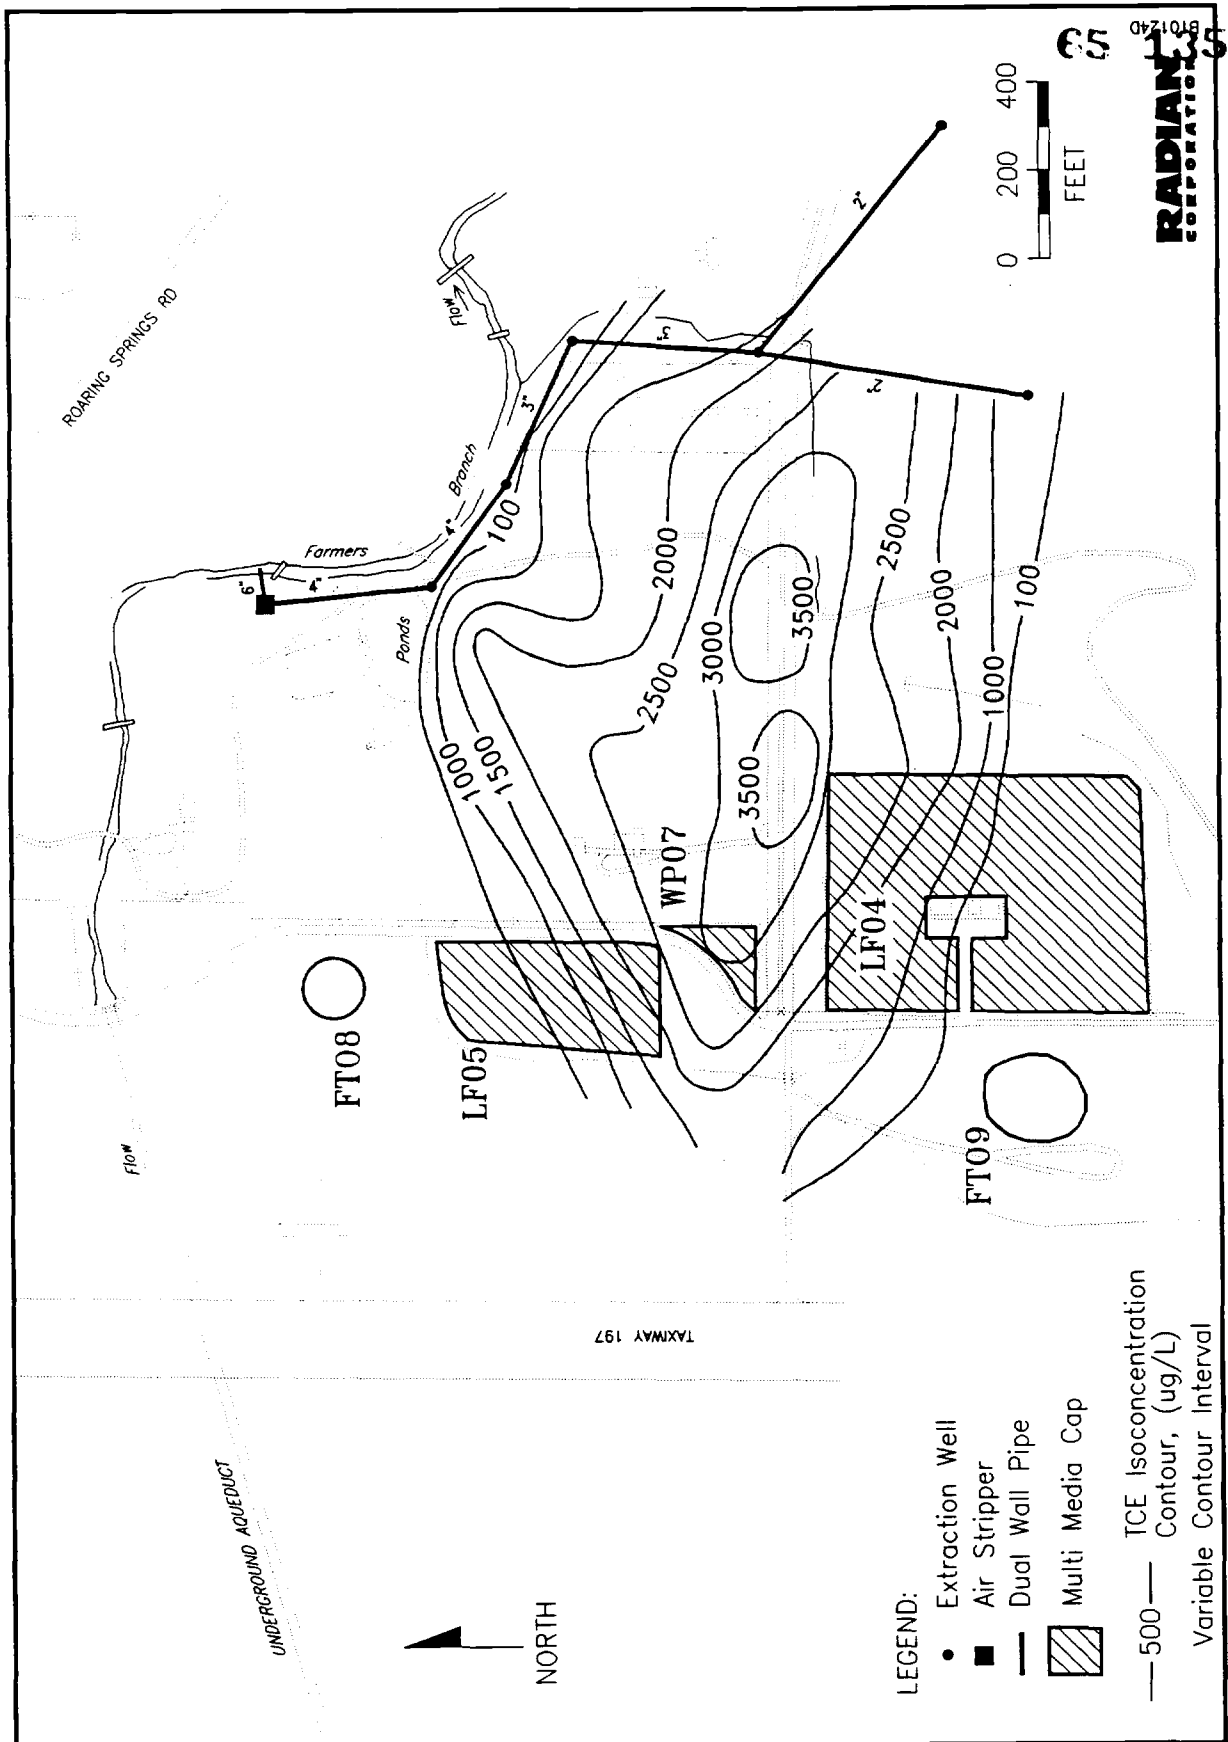 65 135
B10124D
RADIAN
CORPORATION
0 200 400
FEET
ROARING SPRINGS RD
Flow
Branch
Farmers
Ponds
6"
4"
4"
3"
3"
2"
2"
100
1000
1500
2000
2500
3000
3500
3500
2500
2000
1000
100
WP07
LF04
LF05
FT08
FT09
Flow
TAXIWAY 197
UNDERGROUND AQUEDUCT
NORTH
LEGEND:
Extraction Well
Air Stripper
Dual Wall Pipe
Multi Media Cap
500 TCE Isoconcentration
Contour, (ug/L)
Variable Contour Interval